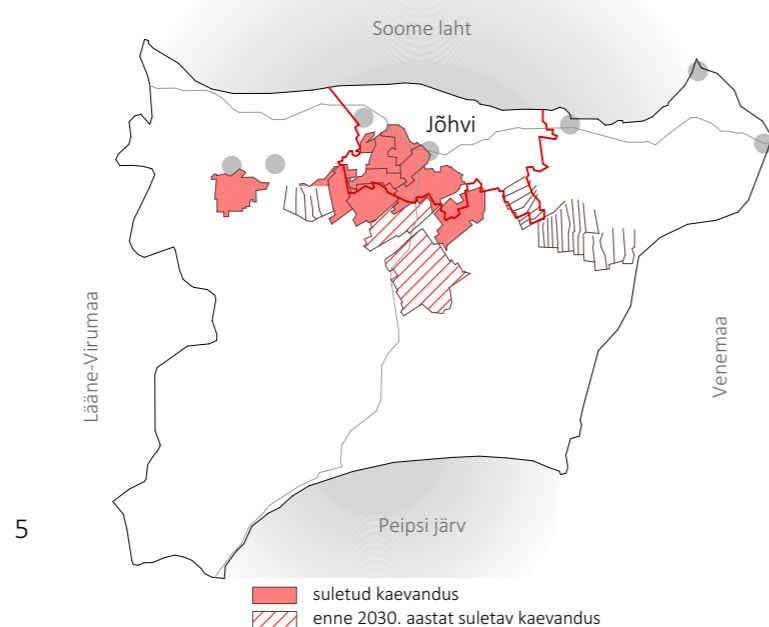 Soome laht
Jõhvi
Lääne-Virumaa
Venemaa
5
Peipsi järv
suletud kaevandus
enne 2030. aastat suletav kaevandus